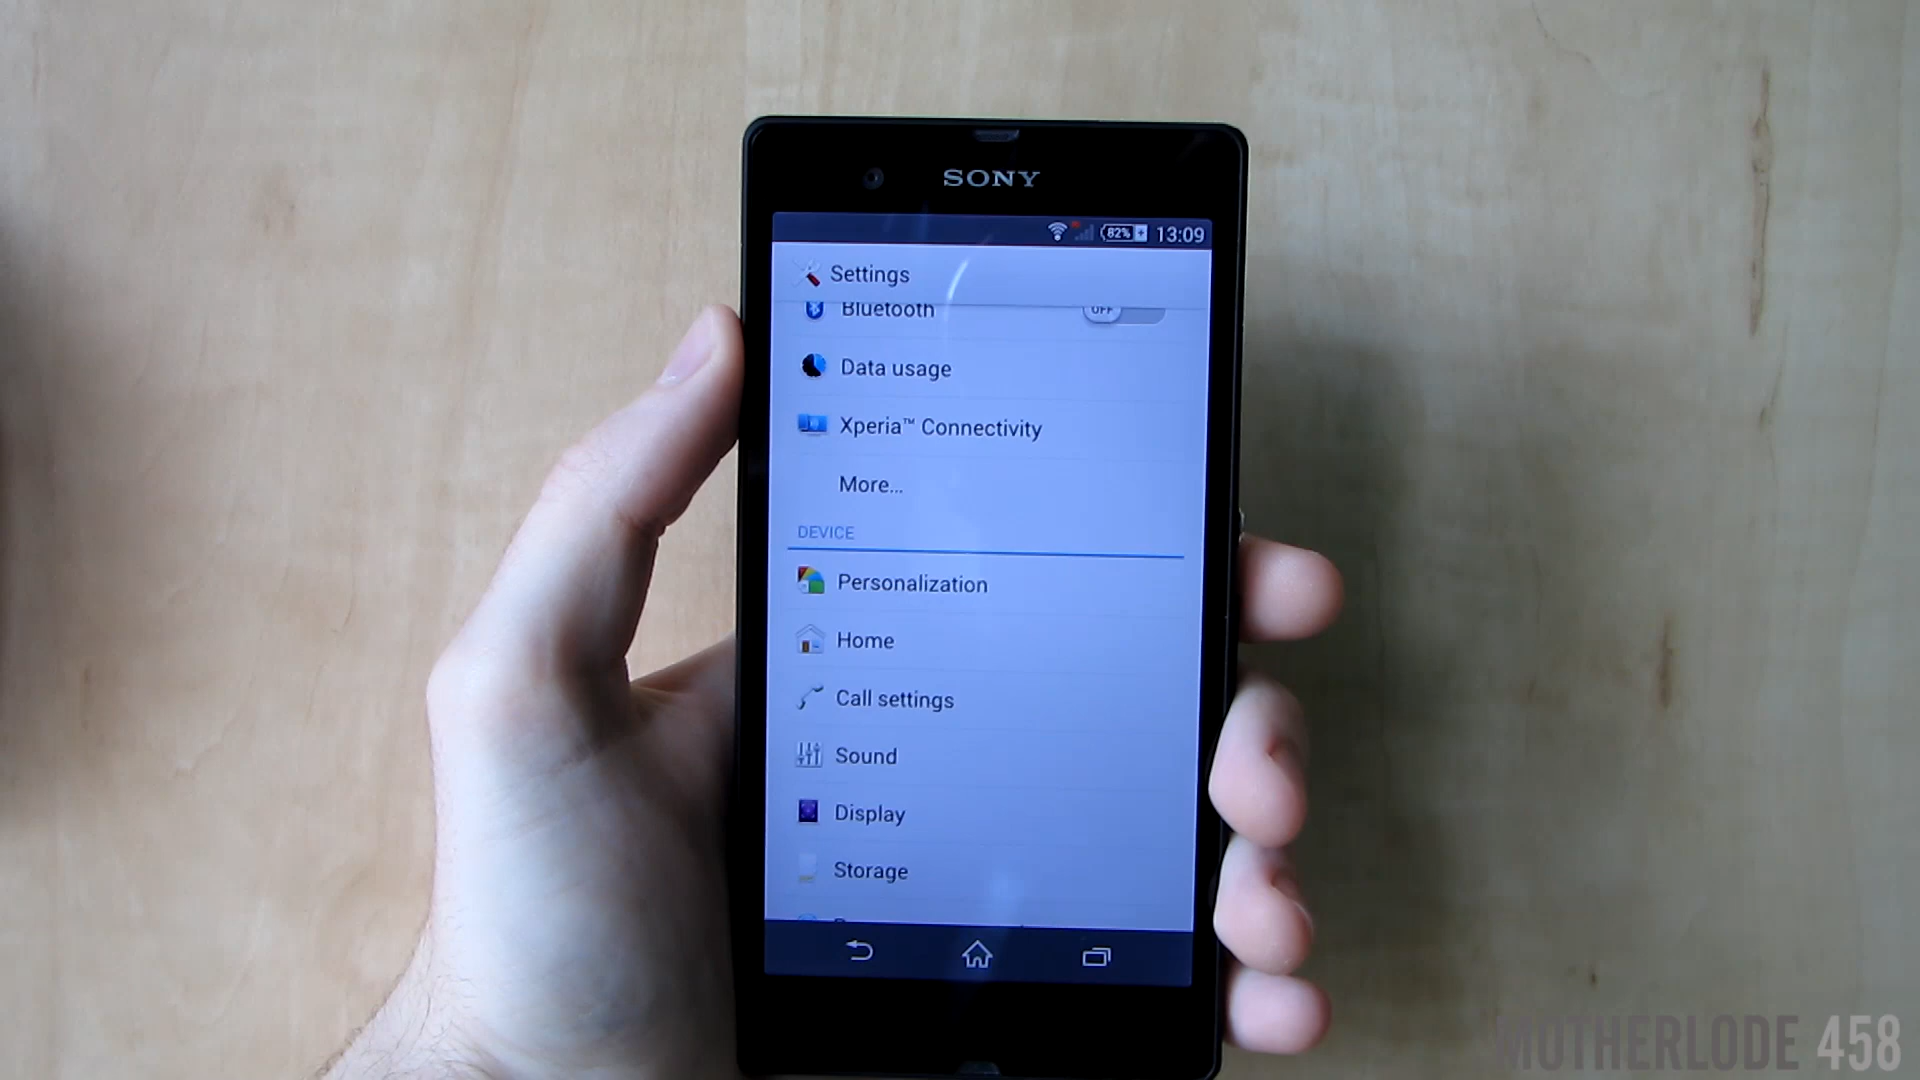 SONY
82% 13:09
Settings
Bluetooth OFF
Data usage
Xperia™ Connectivity
More...
DEVICE
Personalization
Home
Call settings
Sound
Display
Storage
MOTHERLODE 458